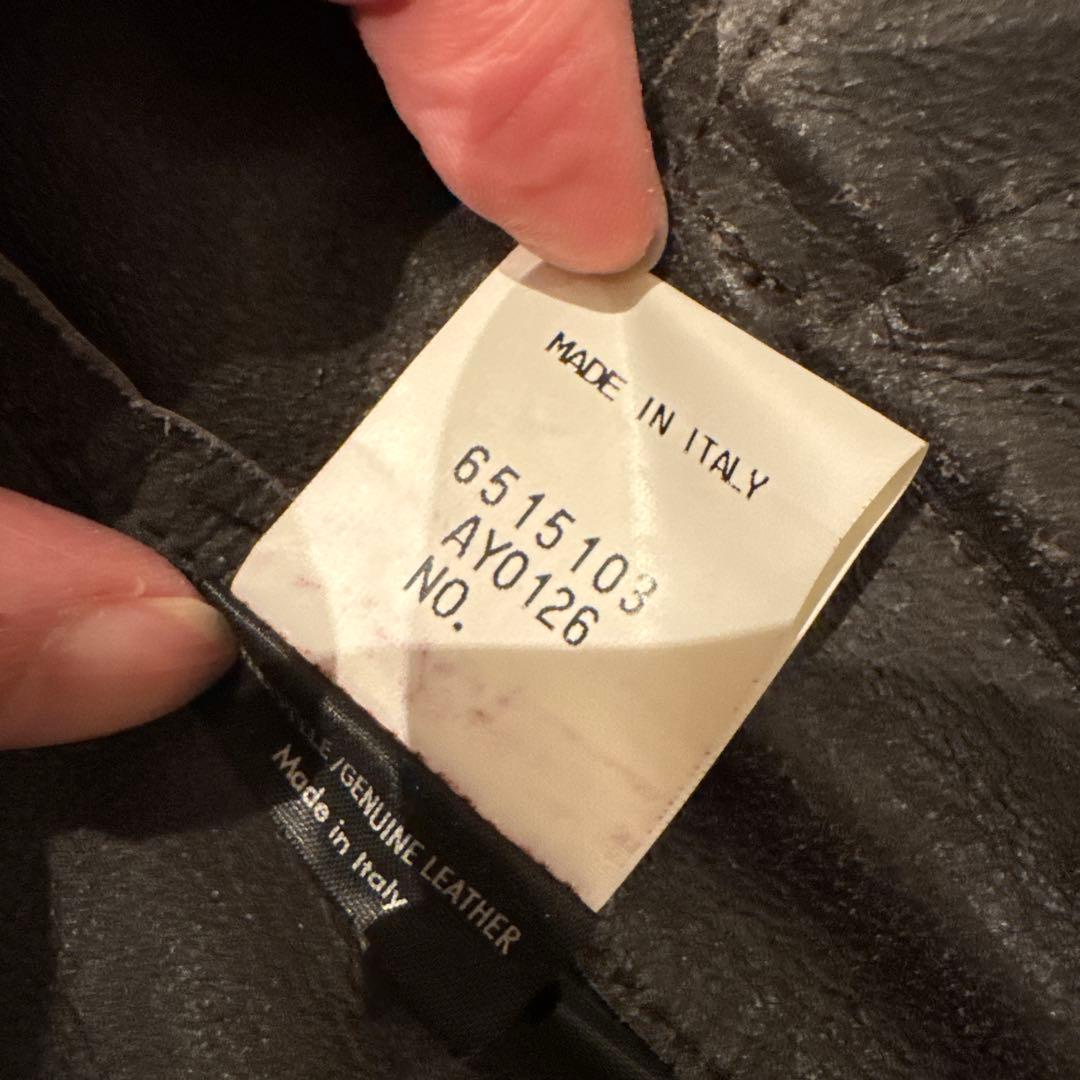 MADE IN ITALY
6515103
AY0126
NO.
/GENUINE LEATHER
Made in Italy